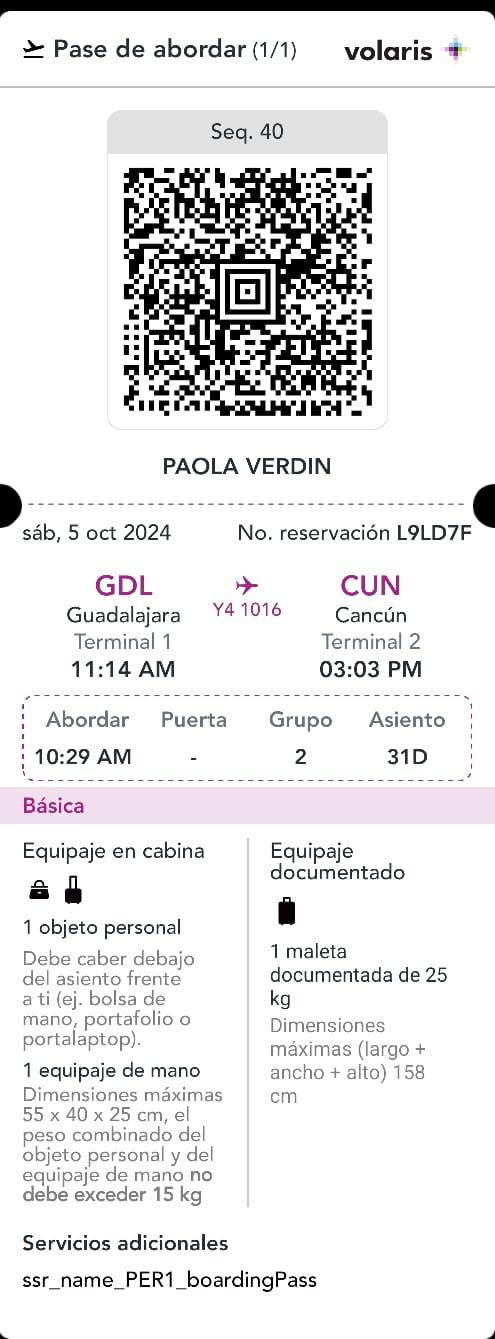 Pase de abordar (1/1)
volaris
Seq. 40
PAOLA VERDIN
sáb, 5 oct 2024
No. reservación L9LD7F
GDL
Guadalajara
Terminal 1
11:14 AM
Y4 1016
CUN
Cancún
Terminal 2
03:03 PM
Abordar Puerta Grupo Asiento
10:29 AM - 2 31D
Básica
Equipaje en cabina
1 objeto personal
Debe caber debajo
del asiento frente
a ti (ej. bolsa de
mano, portafolio o
portalaptop).
1 equipaje de mano
Dimensiones máximas
55 x 40 x 25 cm, el
peso combinado del
objeto personal y del
equipaje de mano no
debe exceder 15 kg
Equipaje
documentado
1 maleta
documentada de 25
kg
Dimensiones
máximas (largo +
ancho + alto) 158
cm
Servicios adicionales
ssr_name_PER1_boardingPass